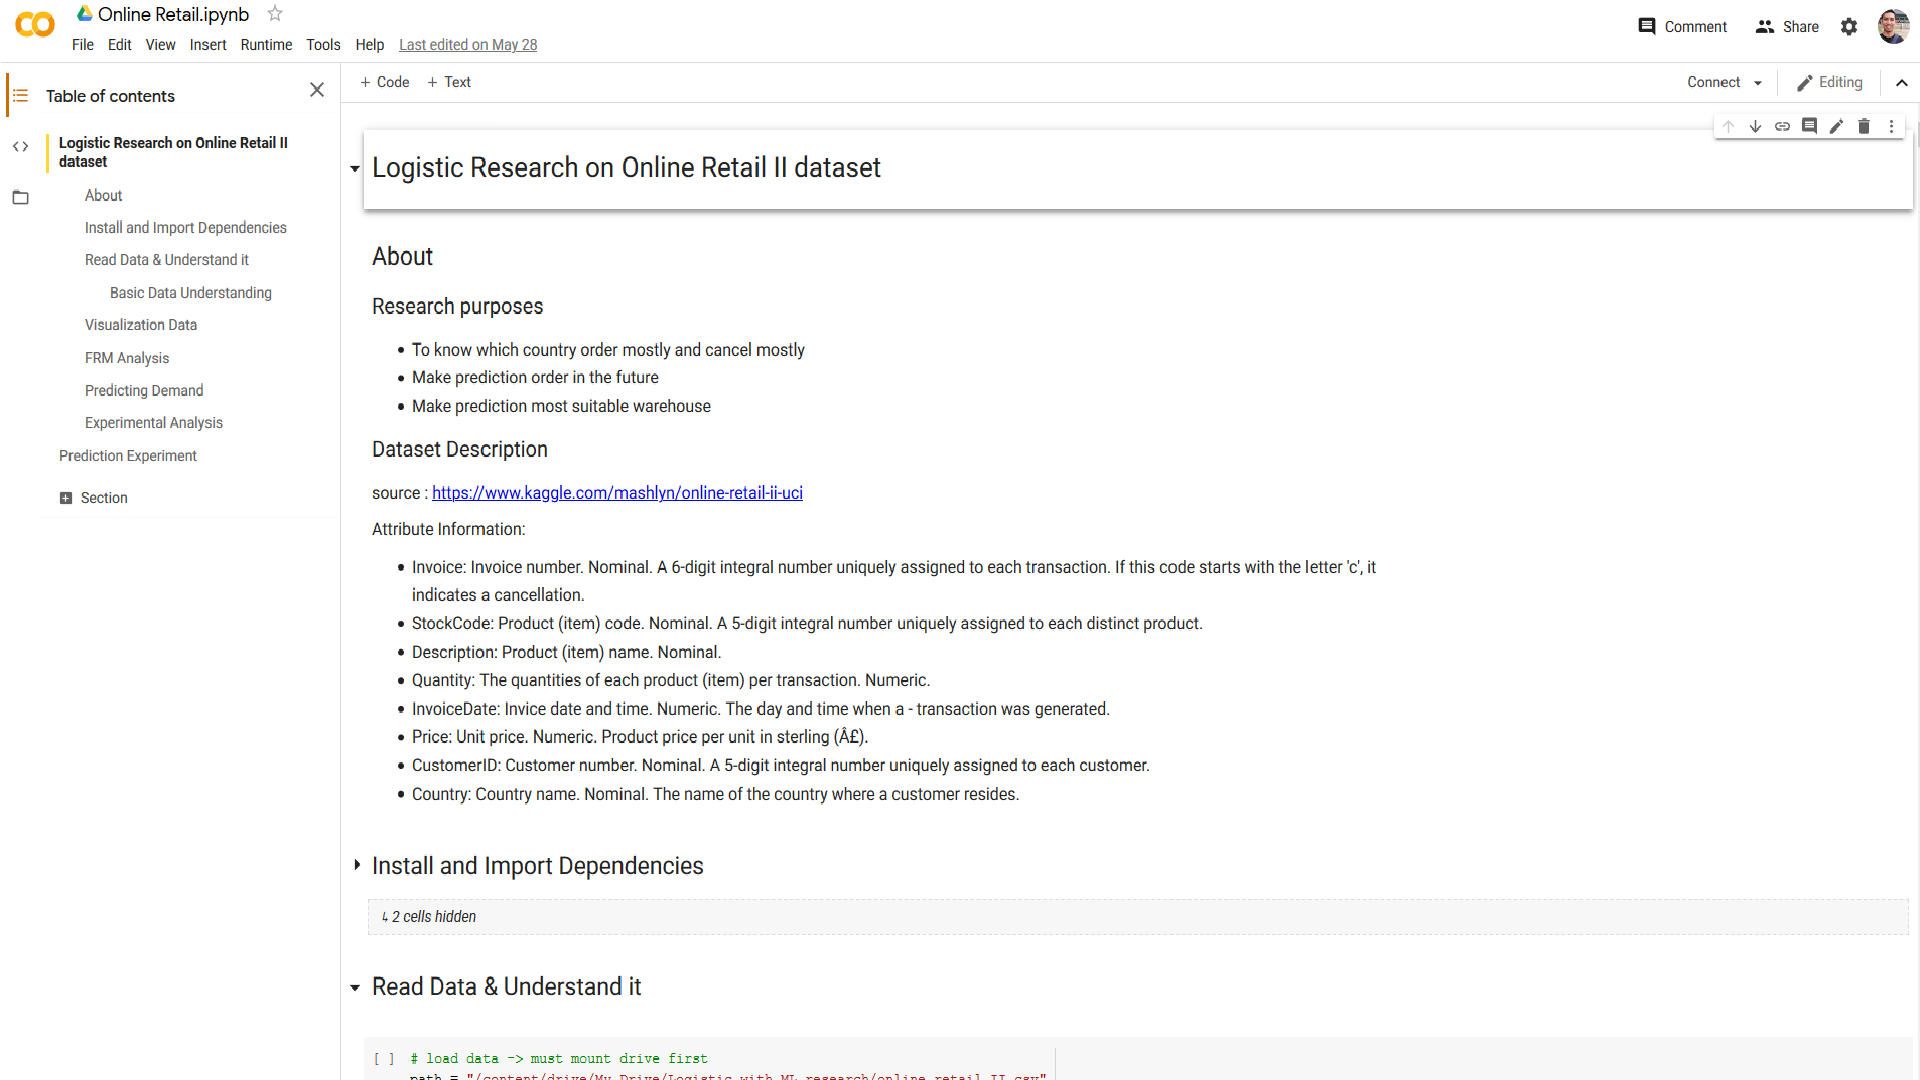 Online Retail.ipynb
File Edit View Insert Runtime Tools Help Last edited on May 28
Comment Share
Table of contents
Logistic Research on Online Retail II
dataset
About
Install and Import Dependencies
Read Data & Understand it
Basic Data Understanding
Visualization Data
FRM Analysis
Predicting Demand
Experimental Analysis
Prediction Experiment
Section
+ Code + Text
Connect Editing
Logistic Research on Online Retail II dataset
About
Research purposes
• To know which country order mostly and cancel mostly
• Make prediction order in the future
• Make prediction most suitable warehouse
Dataset Description
source : https://www.kaggle.com/mashlyn/online-retail-ii-uci
Attribute Information:
• Invoice: Invoice number. Nominal. A 6-digit integral number uniquely assigned to each transaction. If this code starts with the letter 'c', it
indicates a cancellation.
• StockCode: Product (item) code. Nominal. A 5-digit integral number uniquely assigned to each distinct product.
• Description: Product (item) name. Nominal.
• Quantity: The quantities of each product (item) per transaction. Numeric.
• InvoiceDate: Invice date and time. Numeric. The day and time when a - transaction was generated.
• Price: Unit price. Numeric. Product price per unit in sterling (Â£).
• CustomerID: Customer number. Nominal. A 5-digit integral number uniquely assigned to each customer.
• Country: Country name. Nominal. The name of the country where a customer resides.
Install and Import Dependencies
↳ 2 cells hidden
Read Data & Understand it
[ ] # load data -> must mount drive first
path = "/content/drive/My Drive/Logistic with ML research/online_retail_II.csv"